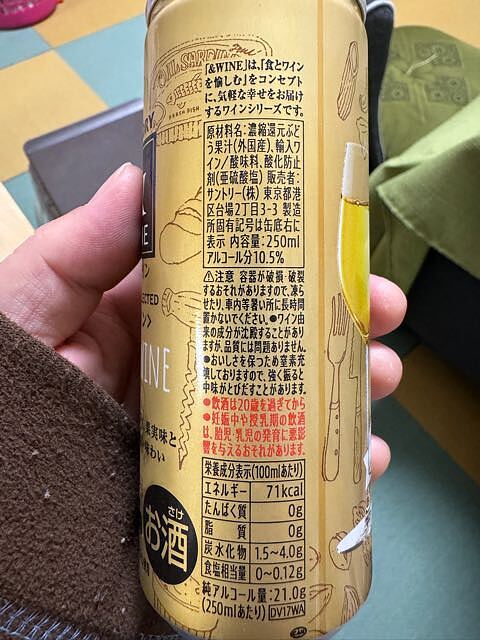 「&WINE」は、「食とワイン
を愉しむ」をコンセプト
に、気軽な幸せをお届け
するワインシリーズです。
原材料名:濃縮還元ぶど
う果汁(外国産)、輸入ワ
イン/酸味料、酸化防止
剤(亜硫酸塩) 販売者:
サントリー(株) 東京都港
区台場2丁目3-3 製造
所固有記号は缶底右に
表示 内容量:250ml
アルコール分10.5%
⚠注意 容器が破損・破裂
するおそれがありますので、凍ら
せたり、車内等暑い所に長時間
置かないでください。●ワイン由
来の成分が沈殿することがあり
ますが、品質には問題ありません。
●おいしさを保つため窒素充
填しておりますので、強く振ると
中味がとびだすことがあります。
●飲酒は20歳を過ぎてから
●妊娠中や授乳期の飲酒
は、胎児・乳児の発育に悪影
響を与えるおそれがあります。
栄養成分表示(100mlあたり)
エネルギー 71kcal
たんぱく質 0g
脂質 0g
炭水化物 1.5~4.0g
食塩相当量 0~0.12g
純アルコール量:21.0g
(250mlあたり) DV17WA
WINE
果実味と
味わい
さけ
お酒